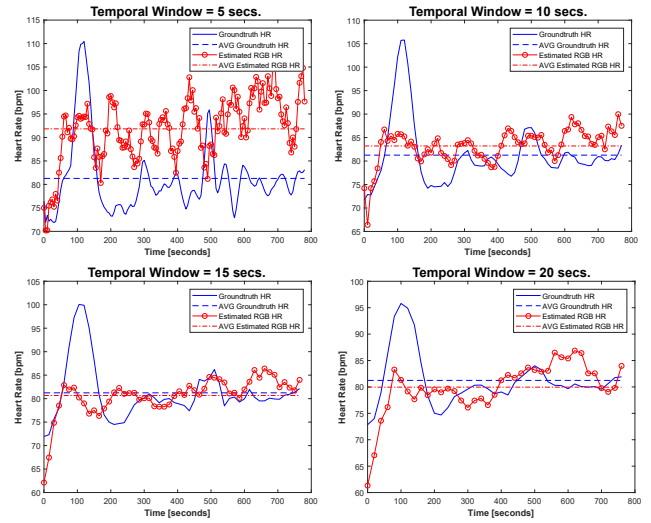 Temporal Window = 5 secs.
115
110
105
100
95
90
85
80
75
70
Heart Rate [bpm]
Groundtruth HR
AVG Groundtruth HR
Estimated RGB HR
AVG Estimated RGB HR
0 100 200 300 400 500 600 700 800
Time [seconds]
Temporal Window = 10 secs.
110
105
100
95
90
85
80
75
70
65
60
Heart Rate [bpm]
Groundtruth HR
AVG Groundtruth HR
Estimated RGB HR
AVG Estimated RGB HR
0 100 200 300 400 500 600 700 800
Time [seconds]
Temporal Window = 15 secs.
105
100
95
90
85
80
75
70
65
60
Heart Rate [bpm]
Groundtruth HR
AVG Groundtruth HR
Estimated RGB HR
AVG Estimated RGB HR
0 100 200 300 400 500 600 700 800
Time [seconds]
Temporal Window = 20 secs.
100
95
90
85
80
75
70
65
60
Heart Rate [bpm]
Groundtruth HR
AVG Groundtruth HR
Estimated RGB HR
AVG Estimated RGB HR
0 100 200 300 400 500 600 700 800
Time [seconds]